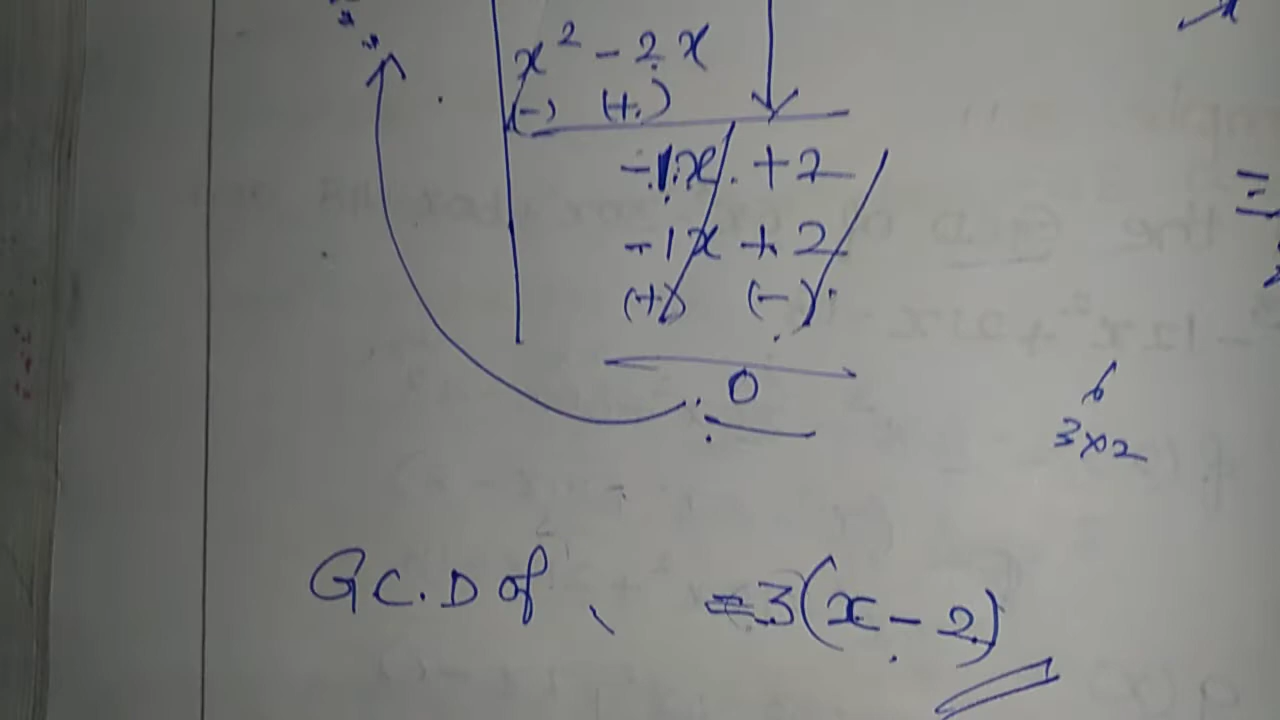 x² - 2x
(-) (+)
-1x + 2
-1x + 2
(+) (-)
0
6
3x2
G.C.D of = 3(x - 2)